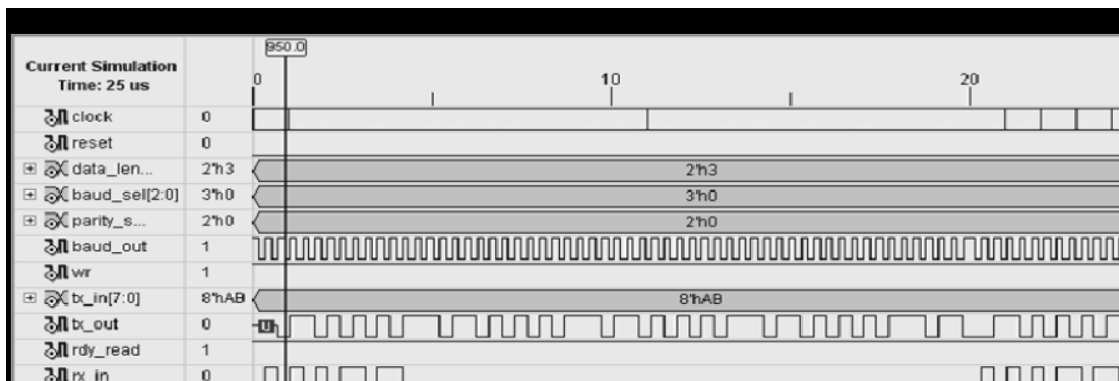 950.0
Current Simulation
Time: 25 us
0 10 20
clock 0
reset 0
data_len... 2'h3 2'h3
baud_sel[2:0] 3'h0 3'h0
parity_s... 2'h0 2'h0
baud_out 1
wr 1
tx_in[7:0] 8'hAB 8'hAB
tx_out 0
rdy_read 1
rx_in 0